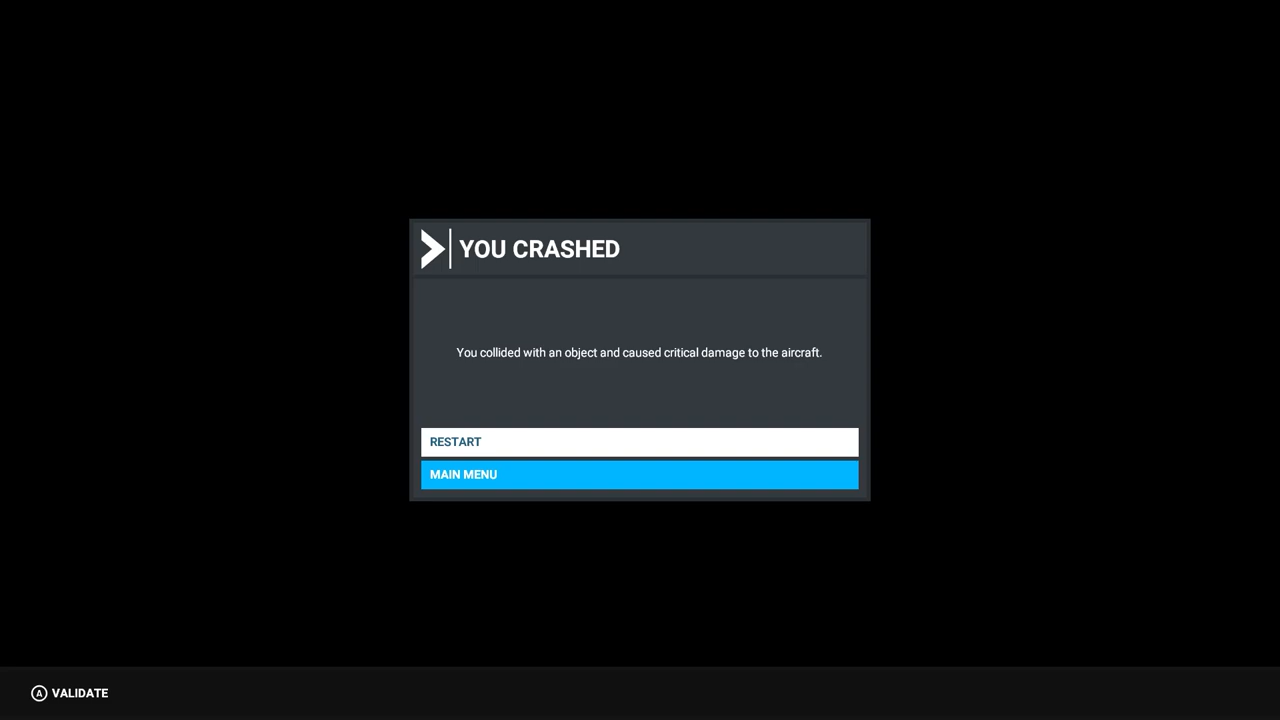 YOU CRASHED
You collided with an object and caused critical damage to the aircraft.
RESTART
MAIN MENU
A VALIDATE